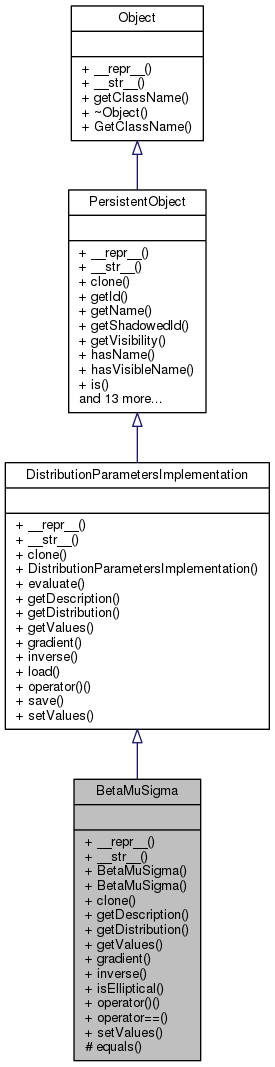 Object
+ __repr__()
+ __str__()
+ getClassName()
+ ~Object()
+ GetClassName()
PersistentObject
+ __repr__()
+ __str__()
+ clone()
+ getId()
+ getName()
+ getShadowedId()
+ getVisibility()
+ hasName()
+ hasVisibleName()
+ is()
and 13 more...
DistributionParametersImplementation
+ __repr__()
+ __str__()
+ clone()
+ DistributionParametersImplementation()
+ evaluate()
+ getDescription()
+ getDistribution()
+ getValues()
+ gradient()
+ inverse()
+ load()
+ operator()()
+ save()
+ setValues()
BetaMuSigma
+ __repr__()
+ __str__()
+ BetaMuSigma()
+ BetaMuSigma()
+ clone()
+ getDescription()
+ getDistribution()
+ getValues()
+ gradient()
+ inverse()
+ isElliptical()
+ operator()()
+ operator==()
+ setValues()
# equals()